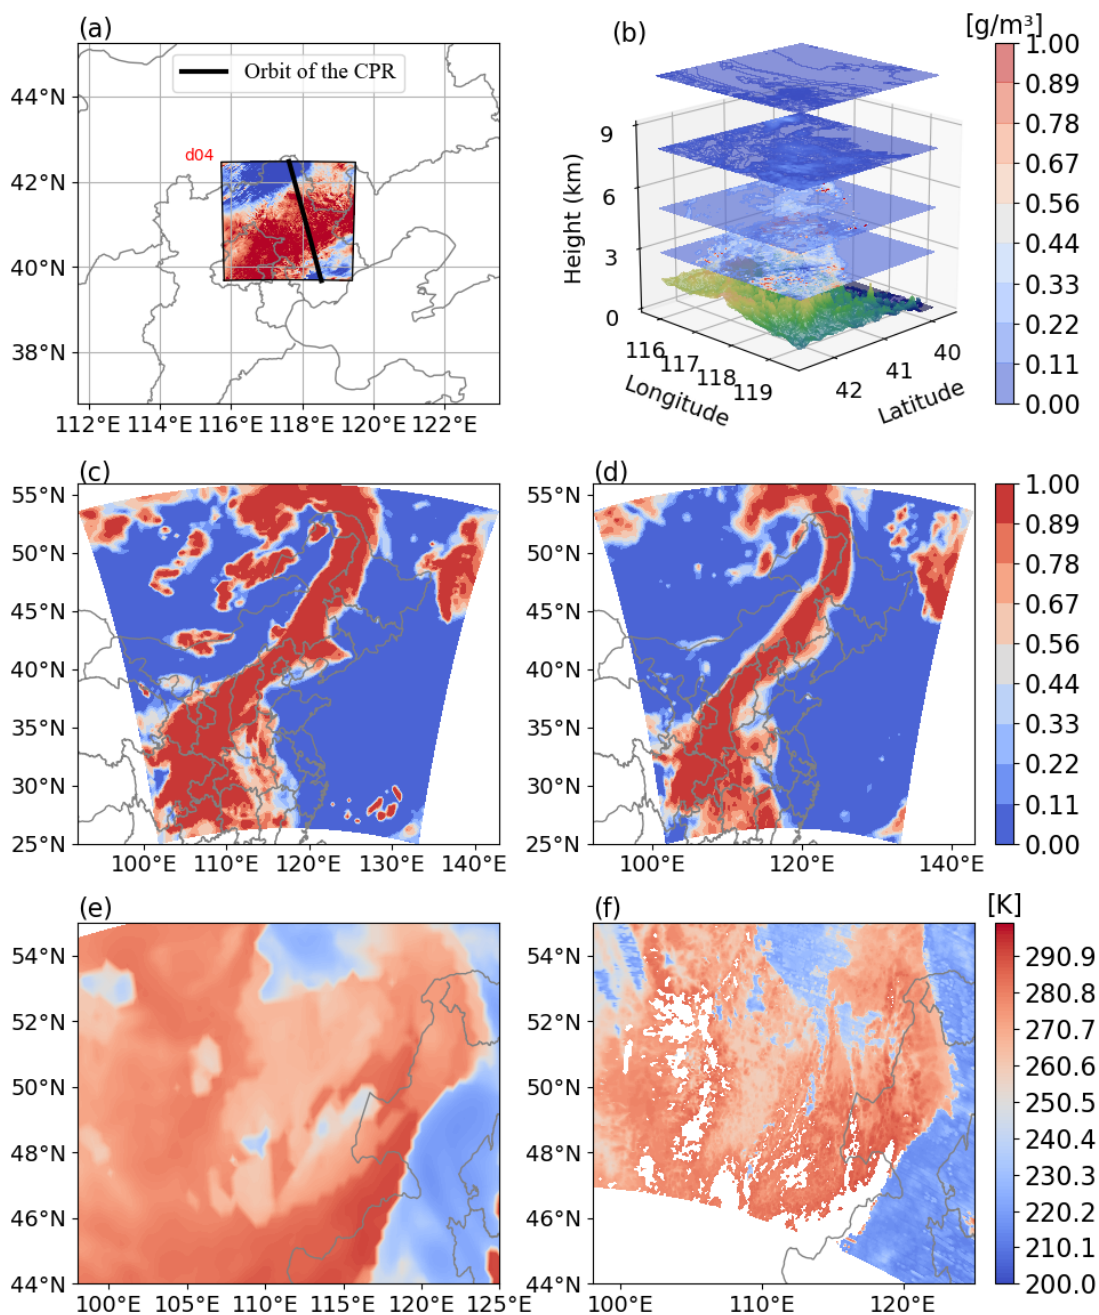 (a)
Orbit of the CPR
d04
44°N
42°N
40°N
38°N
112°E 114°E 116°E 118°E 120°E 122°E
(b)
[g/m³]
Height (km)
9
6
3
0
116
117
118
119
Longitude
42
41
40
Latitude
1.00
0.89
0.78
0.67
0.56
0.44
0.33
0.22
0.11
0.00
(c)
55°N
50°N
45°N
40°N
35°N
30°N
25°N
100°E 110°E 120°E 130°E 140°E
(d)
55°N
50°N
45°N
40°N
35°N
30°N
25°N
100°E 120°E 140°E
1.00
0.89
0.78
0.67
0.56
0.44
0.33
0.22
0.11
0.00
(e)
54°N
52°N
50°N
48°N
46°N
44°N
100°E 105°E 110°E 115°E 120°E 125°E
(f)
54°N
52°N
50°N
48°N
46°N
44°N
100°E 110°E 120°E
[K]
290.9
280.8
270.7
260.6
250.5
240.4
230.3
220.2
210.1
200.0